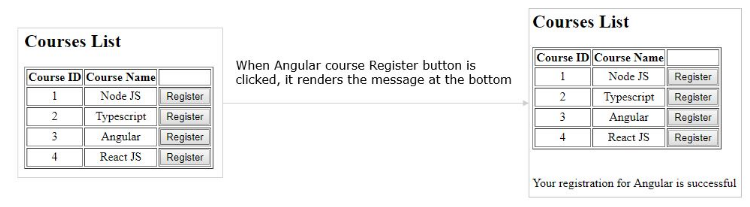 Courses List
Course ID Course Name
1 Node JS Register
2 Typescript Register
3 Angular Register
4 React JS Register
When Angular course Register button is
clicked, it renders the message at the bottom
Courses List
Course ID Course Name
1 Node JS Register
2 Typescript Register
3 Angular Register
4 React JS Register
Your registration for Angular is successful